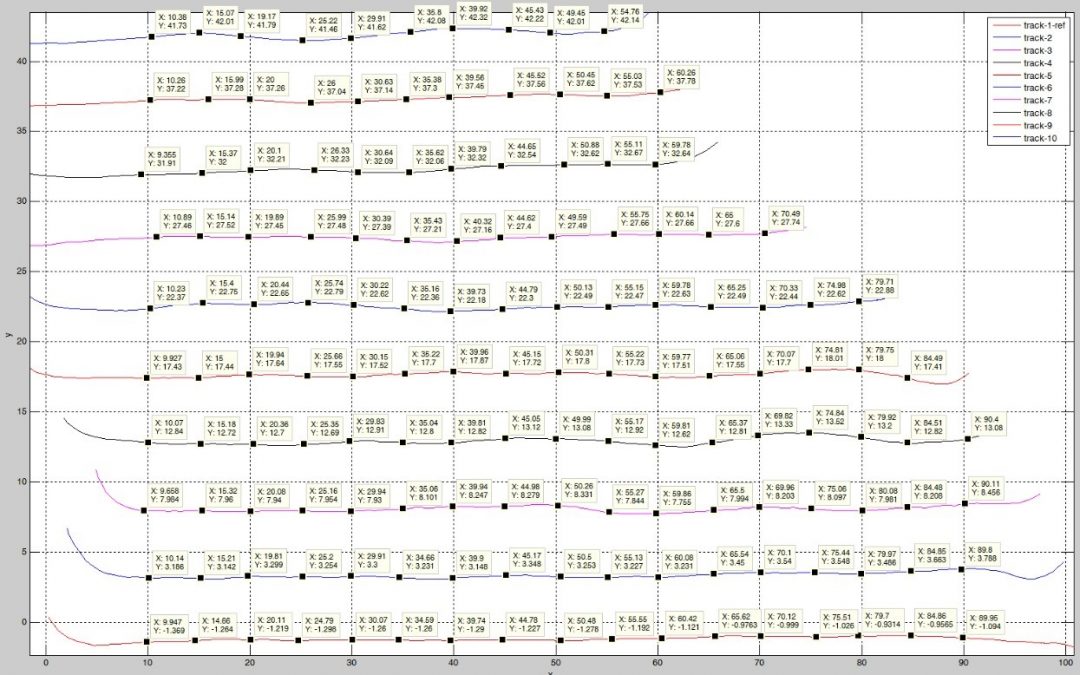 X: 10.38
Y: 41.73
X: 15.07
Y: 42.01
X: 19.17
Y: 41.79
X: 25.22
Y: 41.46
X: 29.91
Y: 41.62
X: 35.8
Y: 42.08
X: 39.92
Y: 42.32
X: 45.43
Y: 42.22
X: 49.45
Y: 42.01
X: 54.76
Y: 42.14
track-1-ref
track-2
track-3
track-4
track-5
track-6
track-7
track-8
track-9
track-10
40
X: 10.26
Y: 37.22
X: 15.99
Y: 37.28
X: 20
Y: 37.26
X: 26
Y: 37.04
X: 30.63
Y: 37.14
X: 35.38
Y: 37.3
X: 39.56
Y: 37.45
X: 45.52
Y: 37.56
X: 50.45
Y: 37.62
X: 55.03
Y: 37.53
X: 60.26
Y: 37.78
35
X: 9.355
Y: 31.91
X: 15.37
Y: 32
X: 20.1
Y: 32.21
X: 26.33
Y: 32.23
X: 30.64
Y: 32.09
X: 35.62
Y: 32.06
X: 39.79
Y: 32.32
X: 44.65
Y: 32.54
X: 50.88
Y: 32.62
X: 55.11
Y: 32.67
X: 59.78
Y: 32.64
30
X: 10.89
Y: 27.46
X: 15.14
Y: 27.52
X: 19.89
Y: 27.45
X: 25.99
Y: 27.48
X: 30.39
Y: 27.39
X: 35.43
Y: 27.21
X: 40.32
Y: 27.16
X: 44.62
Y: 27.4
X: 49.59
Y: 27.49
X: 55.75
Y: 27.66
X: 60.14
Y: 27.66
X: 65
Y: 27.6
X: 70.49
Y: 27.74
25
X: 10.23
Y: 22.37
X: 15.4
Y: 22.75
X: 20.44
Y: 22.65
X: 25.74
Y: 22.79
X: 30.22
Y: 22.62
X: 35.16
Y: 22.36
X: 39.73
Y: 22.18
X: 44.79
Y: 22.3
X: 50.13
Y: 22.49
X: 55.15
Y: 22.47
X: 59.78
Y: 22.63
X: 65.25
Y: 22.49
X: 70.33
Y: 22.44
X: 74.98
Y: 22.62
X: 79.71
Y: 22.88
20
y
X: 9.927
Y: 17.43
X: 15
Y: 17.44
X: 19.94
Y: 17.64
X: 25.66
Y: 17.55
X: 30.15
Y: 17.52
X: 35.22
Y: 17.7
X: 39.96
Y: 17.87
X: 45.15
Y: 17.72
X: 50.31
Y: 17.8
X: 55.22
Y: 17.73
X: 59.77
Y: 17.51
X: 65.06
Y: 17.55
X: 70.07
Y: 17.7
X: 74.81
Y: 18.01
X: 79.75
Y: 18
X: 84.49
Y: 17.41
15
X: 10.07
Y: 12.84
X: 15.18
Y: 12.72
X: 20.36
Y: 12.7
X: 25.35
Y: 12.69
X: 29.83
Y: 12.91
X: 35.04
Y: 12.8
X: 39.81
Y: 12.82
X: 45.05
Y: 13.12
X: 49.99
Y: 13.08
X: 55.17
Y: 12.92
X: 59.81
Y: 12.62
X: 65.37
Y: 12.81
X: 69.82
Y: 13.33
X: 74.84
Y: 13.52
X: 79.92
Y: 13.2
X: 84.51
Y: 12.82
X: 90.4
Y: 13.08
10
X: 9.658
Y: 7.984
X: 15.32
Y: 7.96
X: 20.08
Y: 7.94
X: 25.16
Y: 7.954
X: 29.94
Y: 7.93
X: 35.06
Y: 8.101
X: 39.94
Y: 8.247
X: 44.98
Y: 8.279
X: 50.26
Y: 8.331
X: 55.27
Y: 7.844
X: 59.86
Y: 7.755
X: 65.5
Y: 7.994
X: 69.96
Y: 8.203
X: 75.06
Y: 8.097
X: 80.08
Y: 7.981
X: 84.48
Y: 8.208
X: 90.11
Y: 8.456
5
X: 10.14
Y: 3.186
X: 15.21
Y: 3.142
X: 19.81
Y: 3.299
X: 25.2
Y: 3.254
X: 29.91
Y: 3.3
X: 34.66
Y: 3.231
X: 39.9
Y: 3.148
X: 45.17
Y: 3.348
X: 50.5
Y: 3.253
X: 55.13
Y: 3.227
X: 60.08
Y: 3.231
X: 65.54
Y: 3.45
X: 70.1
Y: 3.54
X: 75.44
Y: 3.548
X: 79.97
Y: 3.486
X: 84.85
Y: 3.663
X: 89.8
Y: 3.788
0
X: 9.947
Y: -1.369
X: 14.66
Y: -1.264
X: 20.11
Y: -1.219
X: 24.79
Y: -1.296
X: 30.07
Y: -1.26
X: 34.59
Y: -1.26
X: 39.74
Y: -1.29
X: 44.78
Y: -1.227
X: 50.48
Y: -1.278
X: 55.55
Y: -1.192
X: 60.42
Y: -1.121
X: 65.62
Y: -0.9763
X: 70.12
Y: -0.999
X: 75.51
Y: -1.026
X: 79.7
Y: -0.9314
X: 84.86
Y: -0.9565
X: 89.96
Y: -1.094
0 10 20 30 40 50 60 70 80 90 100
x